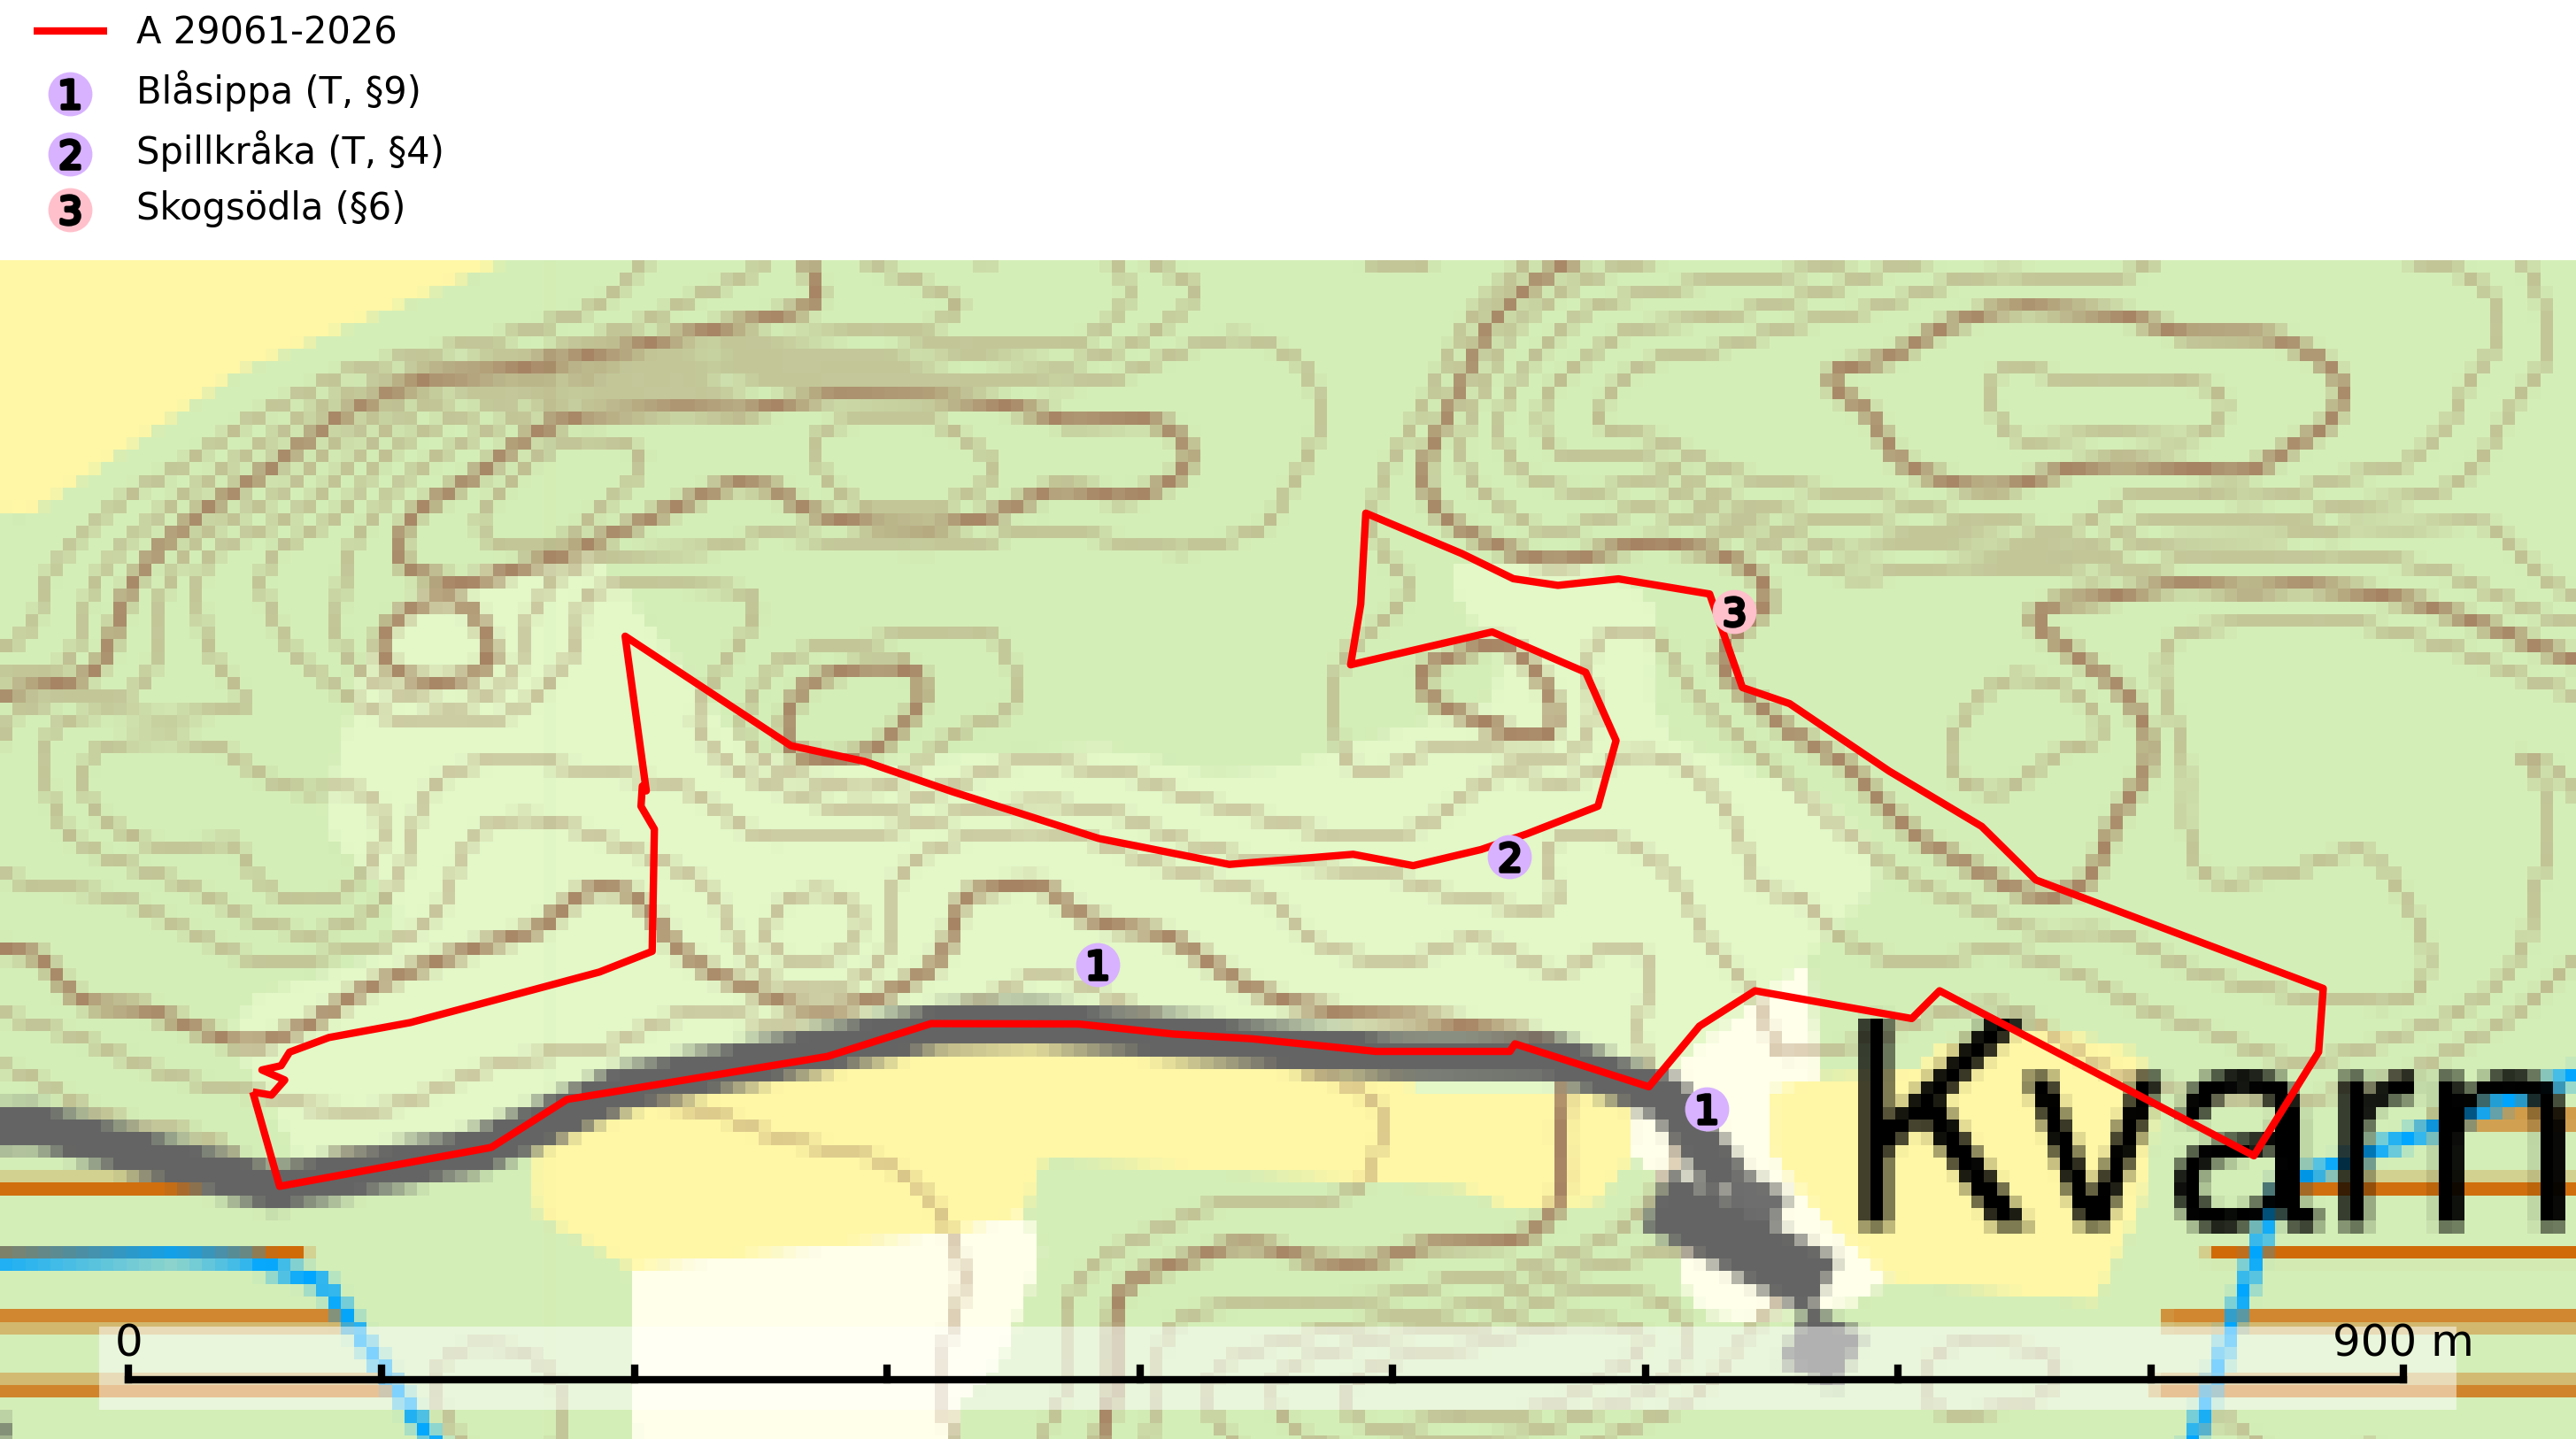 A 29061-2026
1 Blåsippa (T, §9)
2 Spillkråka (T, §4)
3 Skogsödla (§6)
3
2
1
1
Kvarn
0 900 m